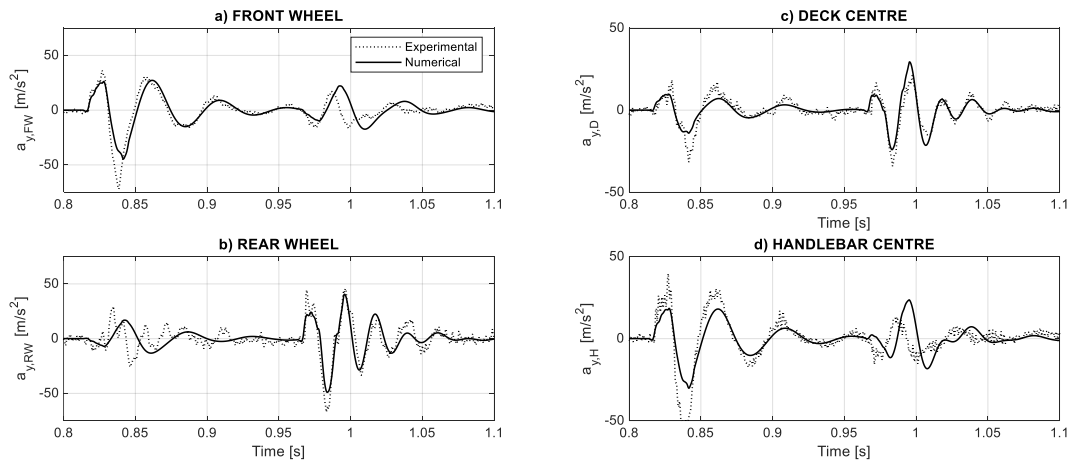 a) FRONT WHEEL
a_y,FW [m/s²]
50
0
-50
0.8 0.85 0.9 0.95 1 1.05 1.1
Experimental
Numerical
b) REAR WHEEL
a_y,RW [m/s²]
50
0
-50
0.8 0.85 0.9 0.95 1 1.05 1.1
Time [s]
c) DECK CENTRE
a_y,D [m/s²]
50
0
-50
0.8 0.85 0.9 0.95 1 1.05 1.1
Time [s]
d) HANDLEBAR CENTRE
a_y,H [m/s²]
50
0
-50
0.8 0.85 0.9 0.95 1 1.05 1.1
Time [s]